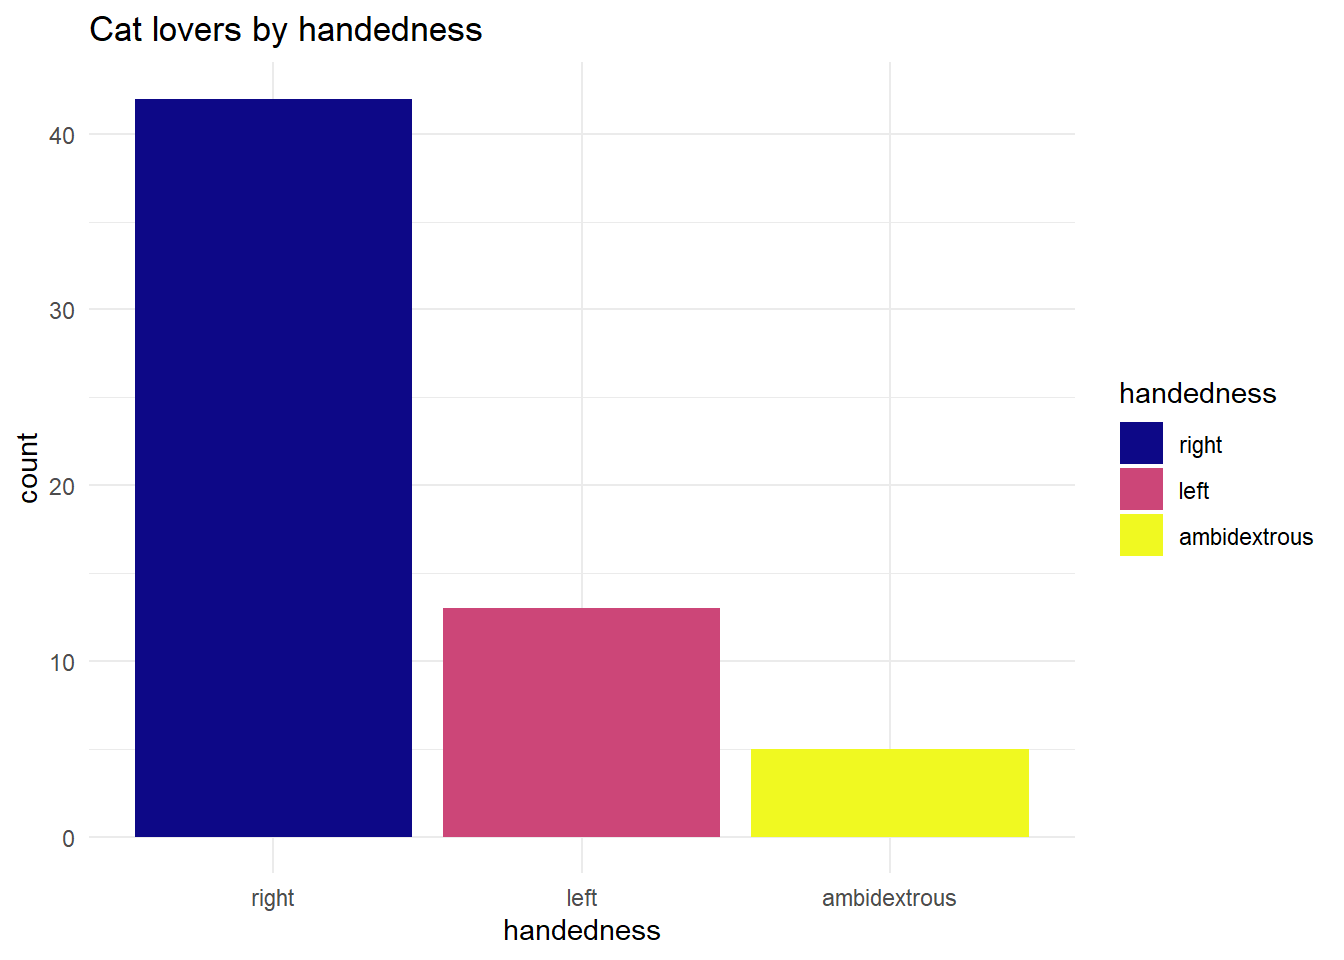 Cat lovers by handedness
count
40
30
20
10
0
right
left
ambidextrous
handedness
handedness
right
left
ambidextrous